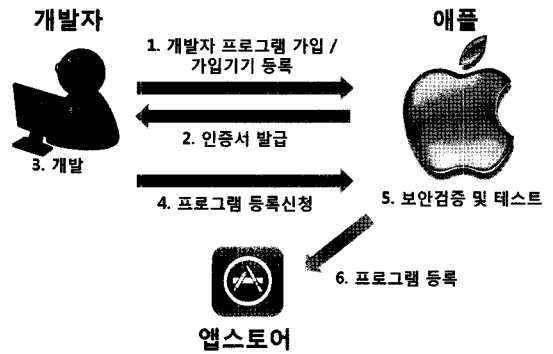 개발자
애플
1. 개발자 프로그램 가입 /
가입기기 등록
2. 인증서 발급
3. 개발
4. 프로그램 등록신청
5. 보안검증 및 테스트
6. 프로그램 등록
앱스토어